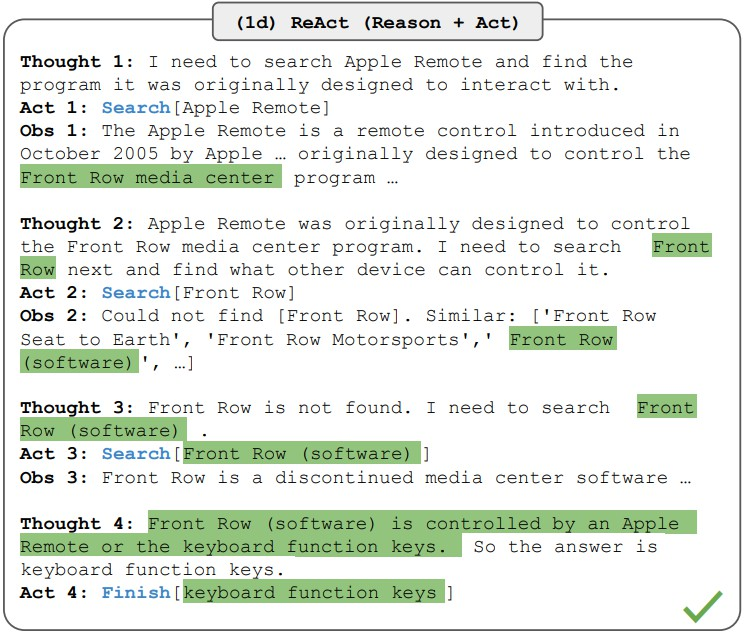 (1d) ReAct (Reason + Act)
Thought 1: I need to search Apple Remote and find the
program it was originally designed to interact with.
Act 1: Search[Apple Remote]
Obs 1: The Apple Remote is a remote control introduced in
October 2005 by Apple … originally designed to control the
Front Row media center program …
Thought 2: Apple Remote was originally designed to control
the Front Row media center program. I need to search Front
Row next and find what other device can control it.
Act 2: Search[Front Row]
Obs 2: Could not find [Front Row]. Similar: ['Front Row
Seat to Earth', 'Front Row Motorsports',' Front Row
(software)', …]
Thought 3: Front Row is not found. I need to search Front
Row (software) .
Act 3: Search[Front Row (software)]
Obs 3: Front Row is a discontinued media center software …
Thought 4: Front Row (software) is controlled by an Apple
Remote or the keyboard function keys. So the answer is
keyboard function keys.
Act 4: Finish[keyboard function keys ]